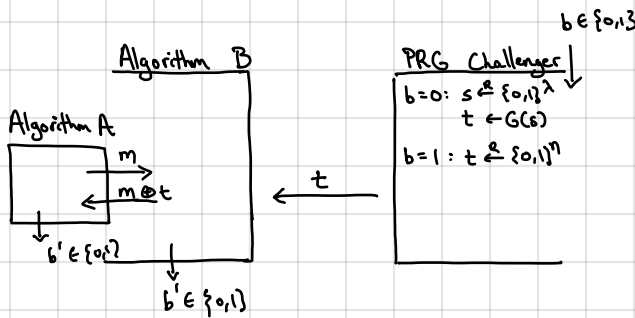 b ∈ {0,1}
Algorithm B
PRG Challenger
b=0: s ←R {0,1}^λ
t ← G(s)
b=1: t ←R {0,1}^n
Algorithm A
m
m ⊕ t
t
b' ∈ {0,1}
b' ∈ {0,1}